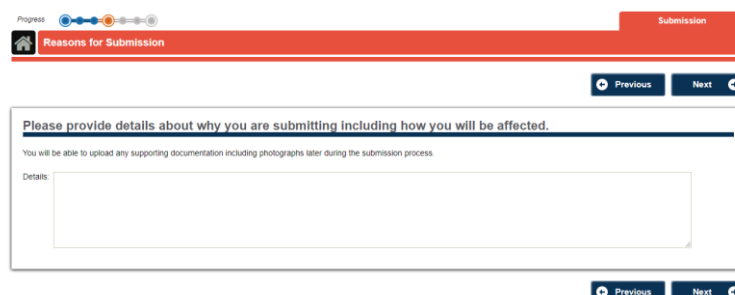 Progress
Submission
Reasons for Submission
Previous Next
Please provide details about why you are submitting including how you will be affected.
You will be able to upload any supporting documentation including photographs later during the submission process.
Details:
Previous Next